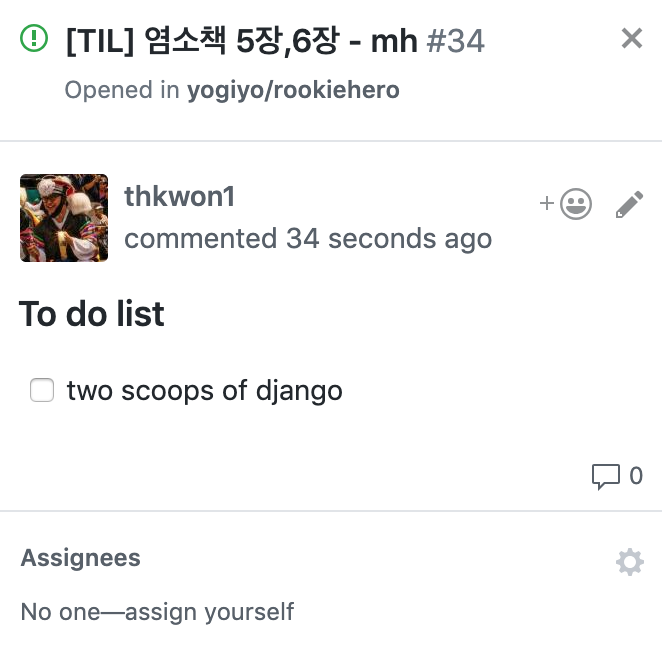 [TIL] 염소책 5장,6장 - mh #34
Opened in yogiyo/rookiehero
thkwon1
commented 34 seconds ago
To do list
two scoops of django
0
Assignees
No one—assign yourself